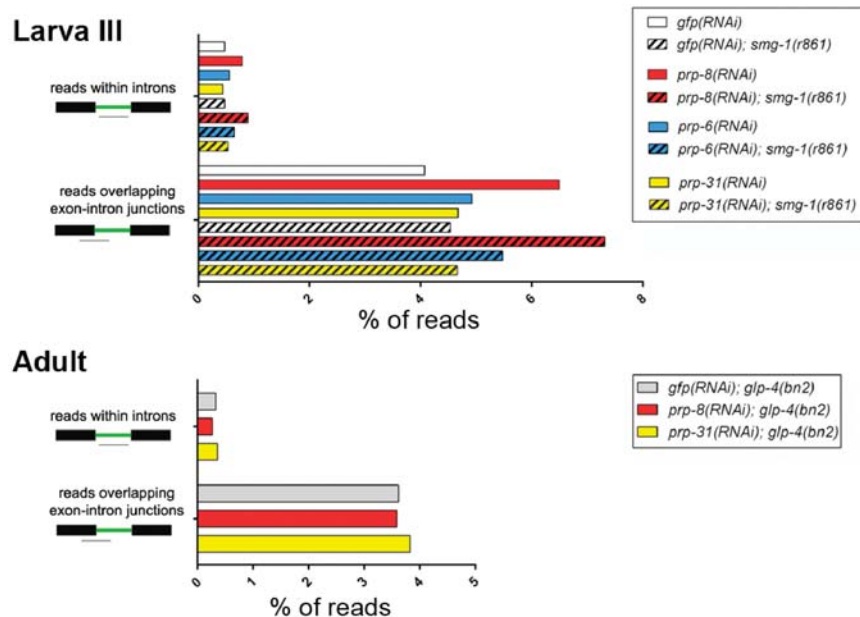 Larva III
reads within introns
reads overlapping
exon-intron junctions
0
2
4
6
8
% of reads
gfp(RNAi)
gfp(RNAi); smg-1(r861)
prp-8(RNAi)
prp-8(RNAi); smg-1(r861)
prp-6(RNAi)
prp-6(RNAi); smg-1(r861)
prp-31(RNAi)
prp-31(RNAi); smg-1(r861)
Adult
reads within introns
reads overlapping
exon-intron junctions
0
1
2
3
4
5
% of reads
gfp(RNAi); glp-4(bn2)
prp-8(RNAi); glp-4(bn2)
prp-31(RNAi); glp-4(bn2)